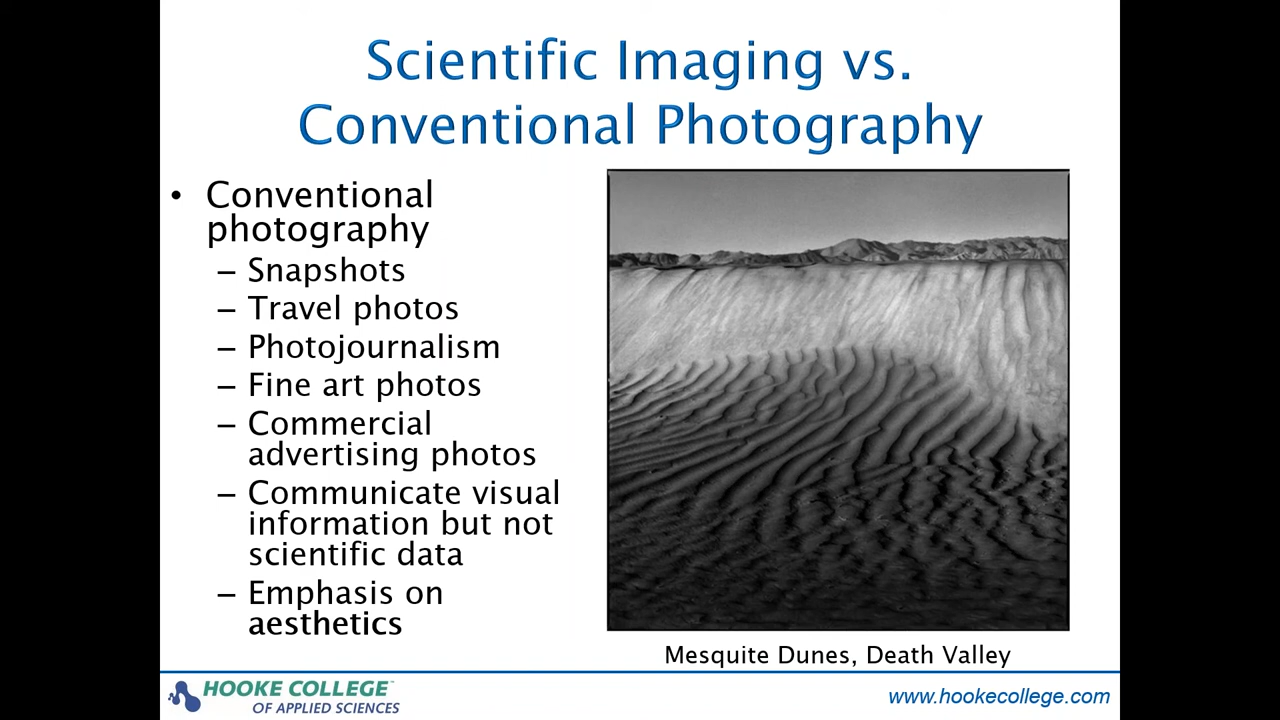 Scientific Imaging vs.
Conventional Photography
• Conventional
photography
– Snapshots
– Travel photos
– Photojournalism
– Fine art photos
– Commercial
advertising photos
– Communicate visual
information but not
scientific data
– Emphasis on
aesthetics
Mesquite Dunes, Death Valley
HOOKE COLLEGE
OF APPLIED SCIENCES
www.hookecollege.com